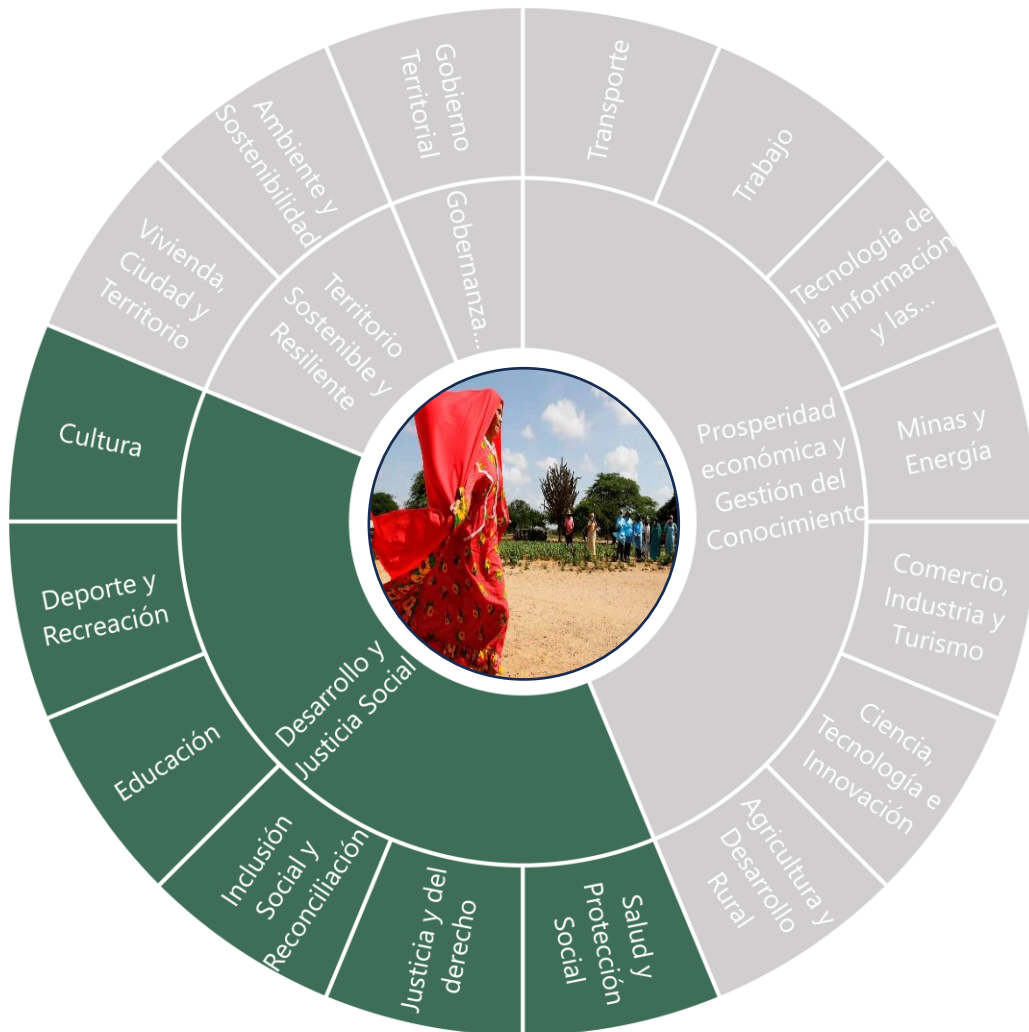 Transporte
Trabajo
Tecnología de
la Información
y las...
Minas y
Energía
Comercio,
Industria y
Turismo
Ciencia,
Tecnología e
Innovación
Agricultura y
Desarrollo
Rural
Salud y
Protección
Social
Justicia y del
derecho
Inclusión
Social y
Reconciliación
Educación
Deporte y
Recreación
Cultura
Vivienda,
Ciudad y
Territorio
Ambiente y
Sostenibilidad
Gobierno
Territorial
Prosperidad
económica y
Gestión del
Conocimiento
Desarrollo y
Justicia Social
Territorio
Sostenible y
Resiliente
Gobernanza...